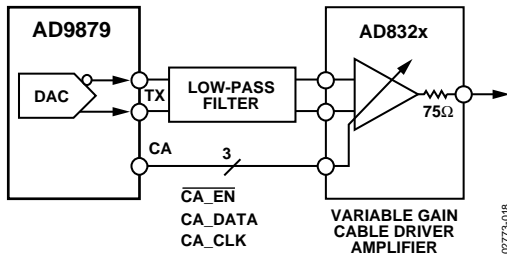 AD9879
AD832x
DAC
TX
LOW-PASS
FILTER
75Ω
CA
3
CA_EN
CA_DATA
CA_CLK
VARIABLE GAIN
CABLE DRIVER
AMPLIFIER
02773-018